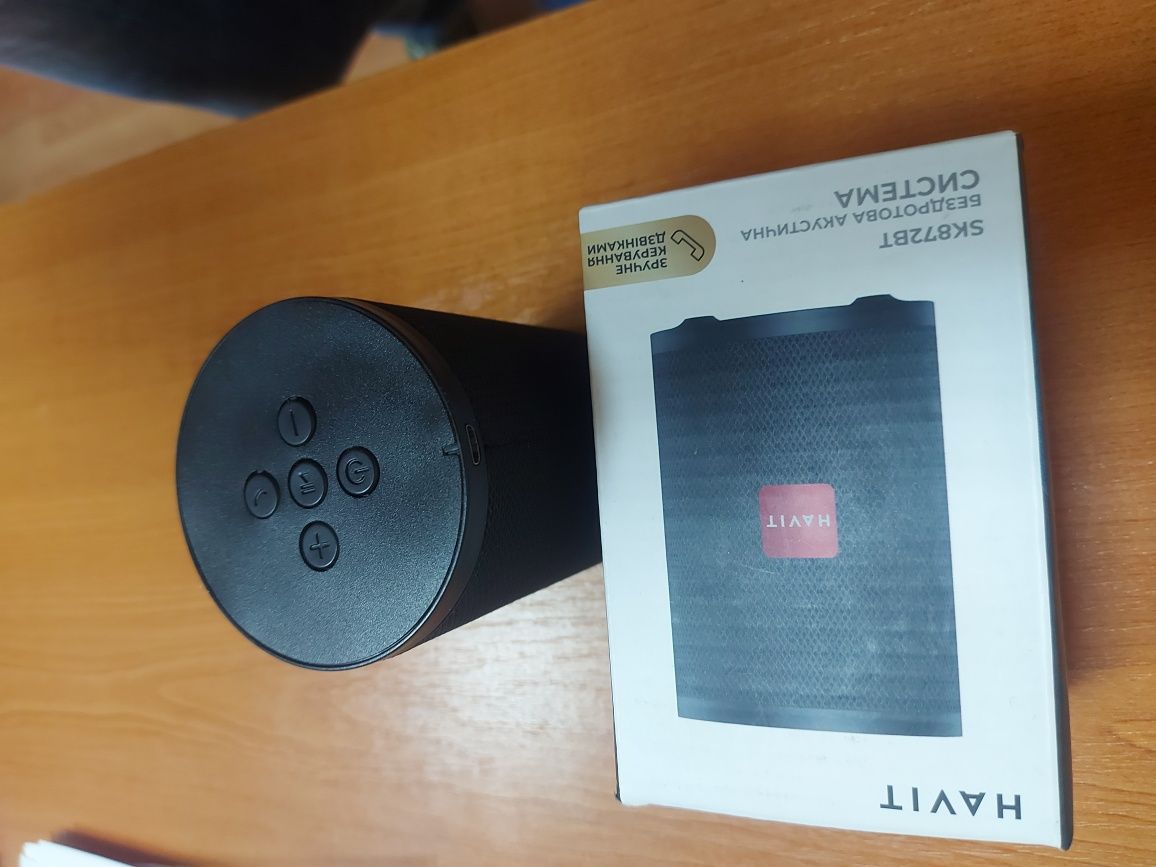 HAVIT
HAVIT
SK872BT
БЕЗДРОТОВА АКУСТИЧНА
СИСТЕМА
ЗРУЧНЕ
КЕРУВАННЯ
ДЗВІНКАМИ